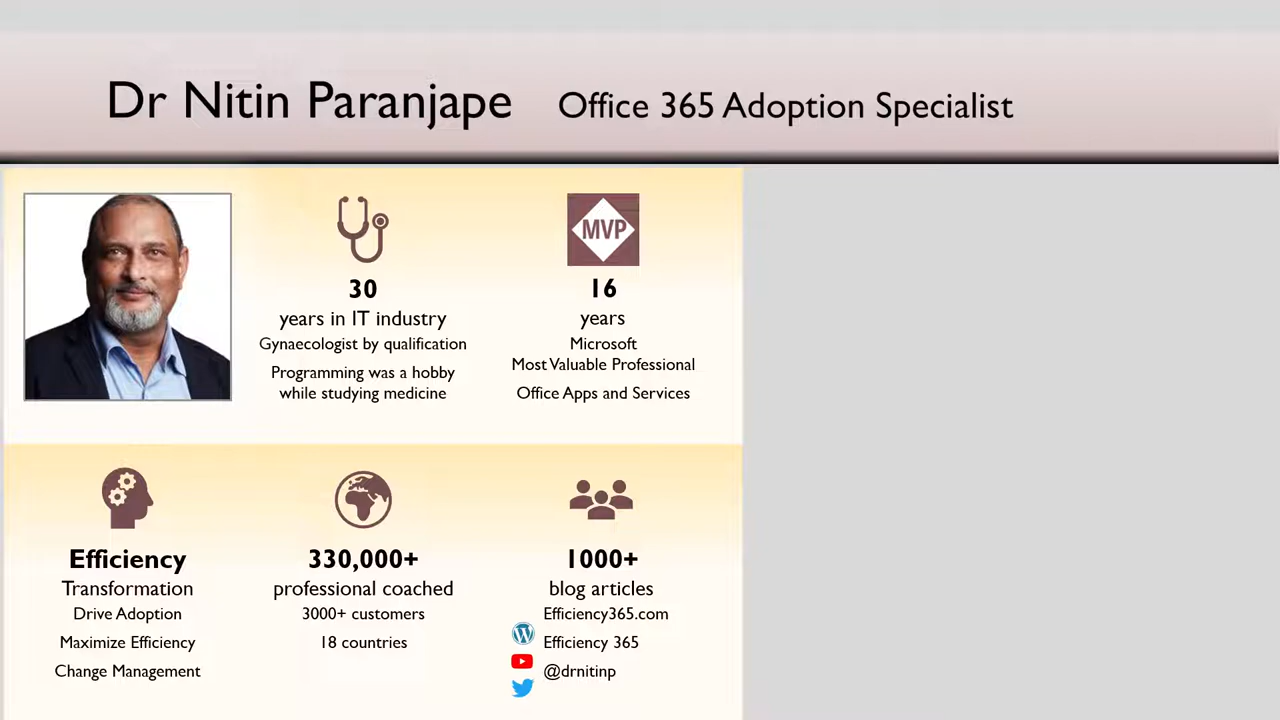 Dr Nitin Paranjape Office 365 Adoption Specialist
30
years in IT industry
Gynaecologist by qualification
Programming was a hobby
while studying medicine
MVP
16
years
Microsoft
Most Valuable Professional
Office Apps and Services
Efficiency
Transformation
Drive Adoption
Maximize Efficiency
Change Management
330,000+
professional coached
3000+ customers
18 countries
1000+
blog articles
Efficiency365.com
Efficiency 365
@drnitinp